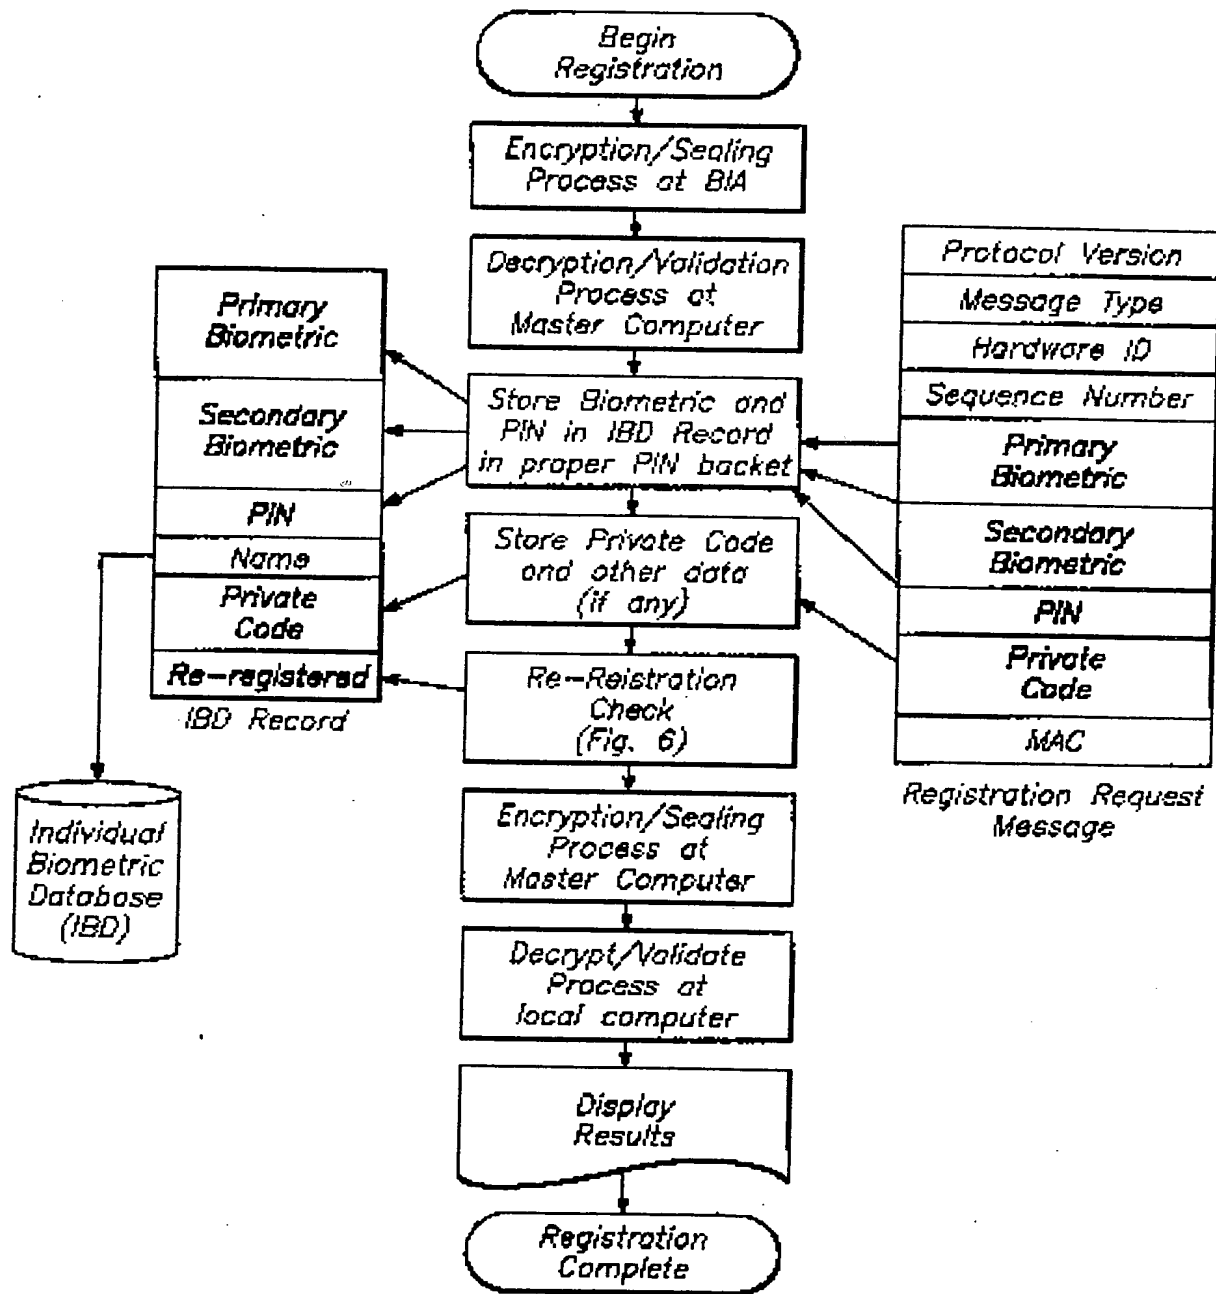 Begin
Registration
Encryption/Sealing
Process at BIA
Decryption/Validation
Process at
Master Computer
Store Biometric and
PIN in IBD Record
in proper PIN backet
Store Private Code
and other data
(if any)
Re-Reistration
Check
(Fig. 6)
Encryption/Sealing
Process at
Master Computer
Decrypt/Validate
Process at
local computer
Display
Results
Registration
Complete
Primary
Biometric
Secondary
Biometric
PIN
Name
Private
Code
Re-registered
IBD Record
Individual
Biometric
Database
(IBD)
Protocol Version
Message Type
Hardware ID
Sequence Number
Primary
Biometric
Secondary
Biometric
PIN
Private
Code
MAC
Registration Request
Message